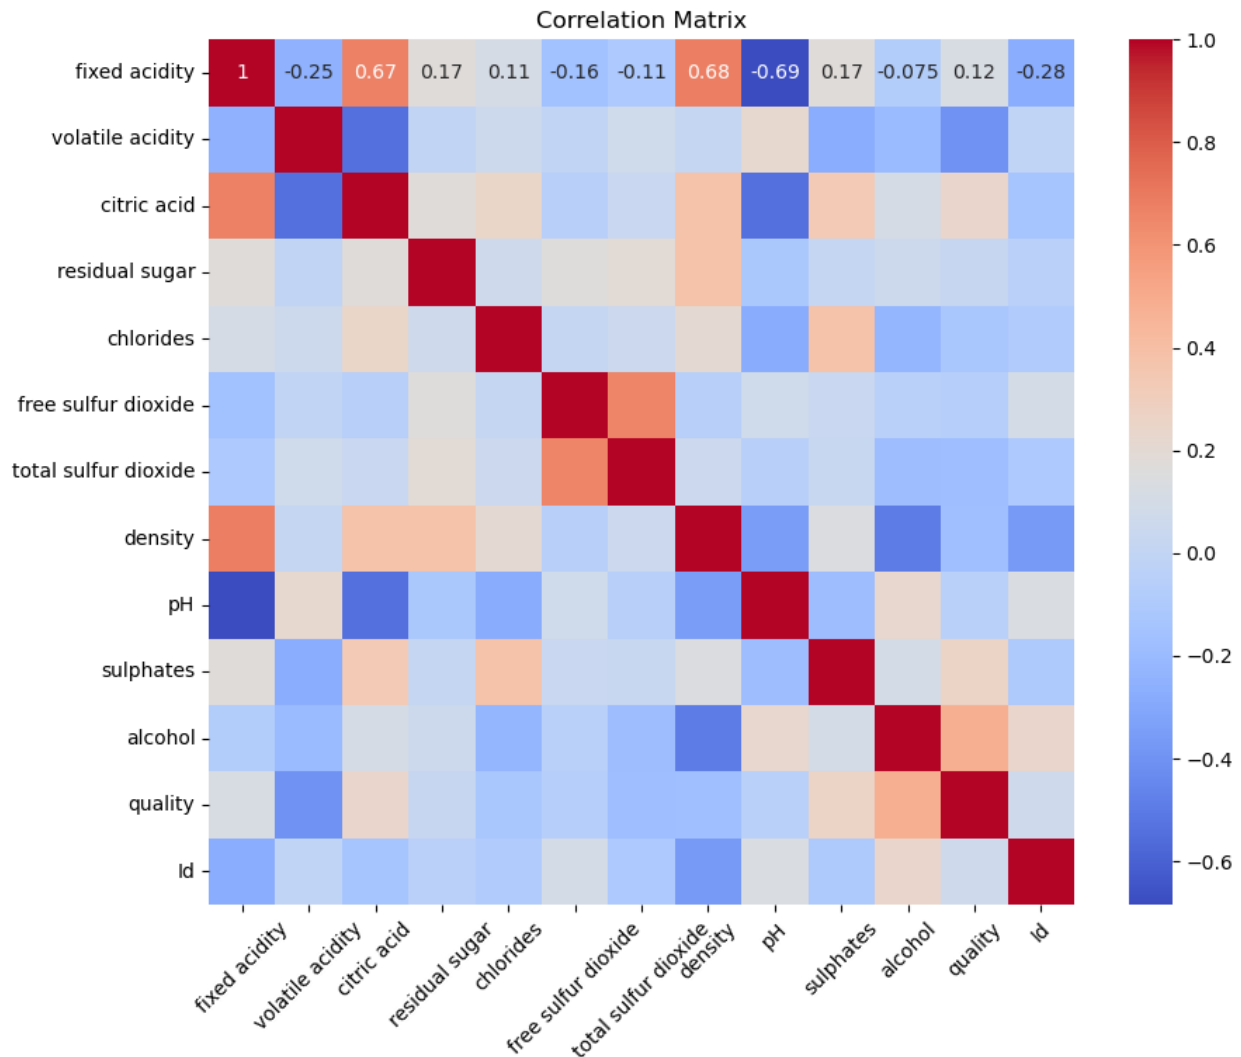 Correlation Matrix
fixed acidity 1 -0.25 0.67 0.17 0.11 -0.16 -0.11 0.68 -0.69 0.17 -0.075 0.12 -0.28
volatile acidity
citric acid
residual sugar
chlorides
free sulfur dioxide
total sulfur dioxide
density
pH
sulphates
alcohol
quality
Id
fixed acidity
volatile acidity
citric acid
residual sugar
chlorides
free sulfur dioxide
total sulfur dioxide
density
pH
sulphates
alcohol
quality
Id
1.0
0.8
0.6
0.4
0.2
0.0
−0.2
−0.4
−0.6